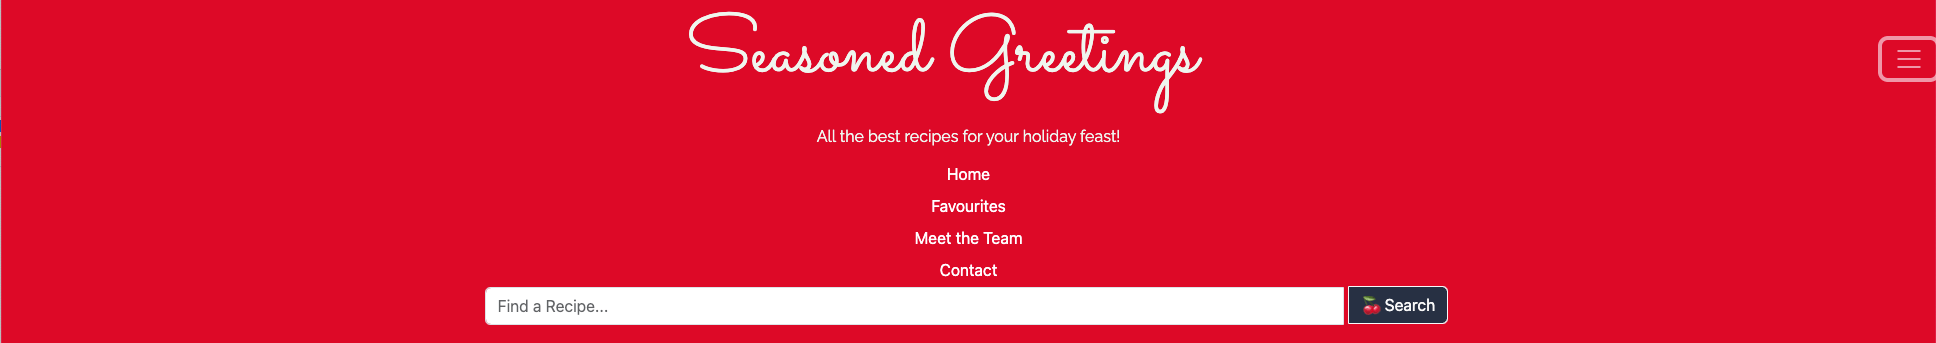 Seasoned Greetings
All the best recipes for your holiday feast!
Home
Favourites
Meet the Team
Contact
Find a Recipe...
Search